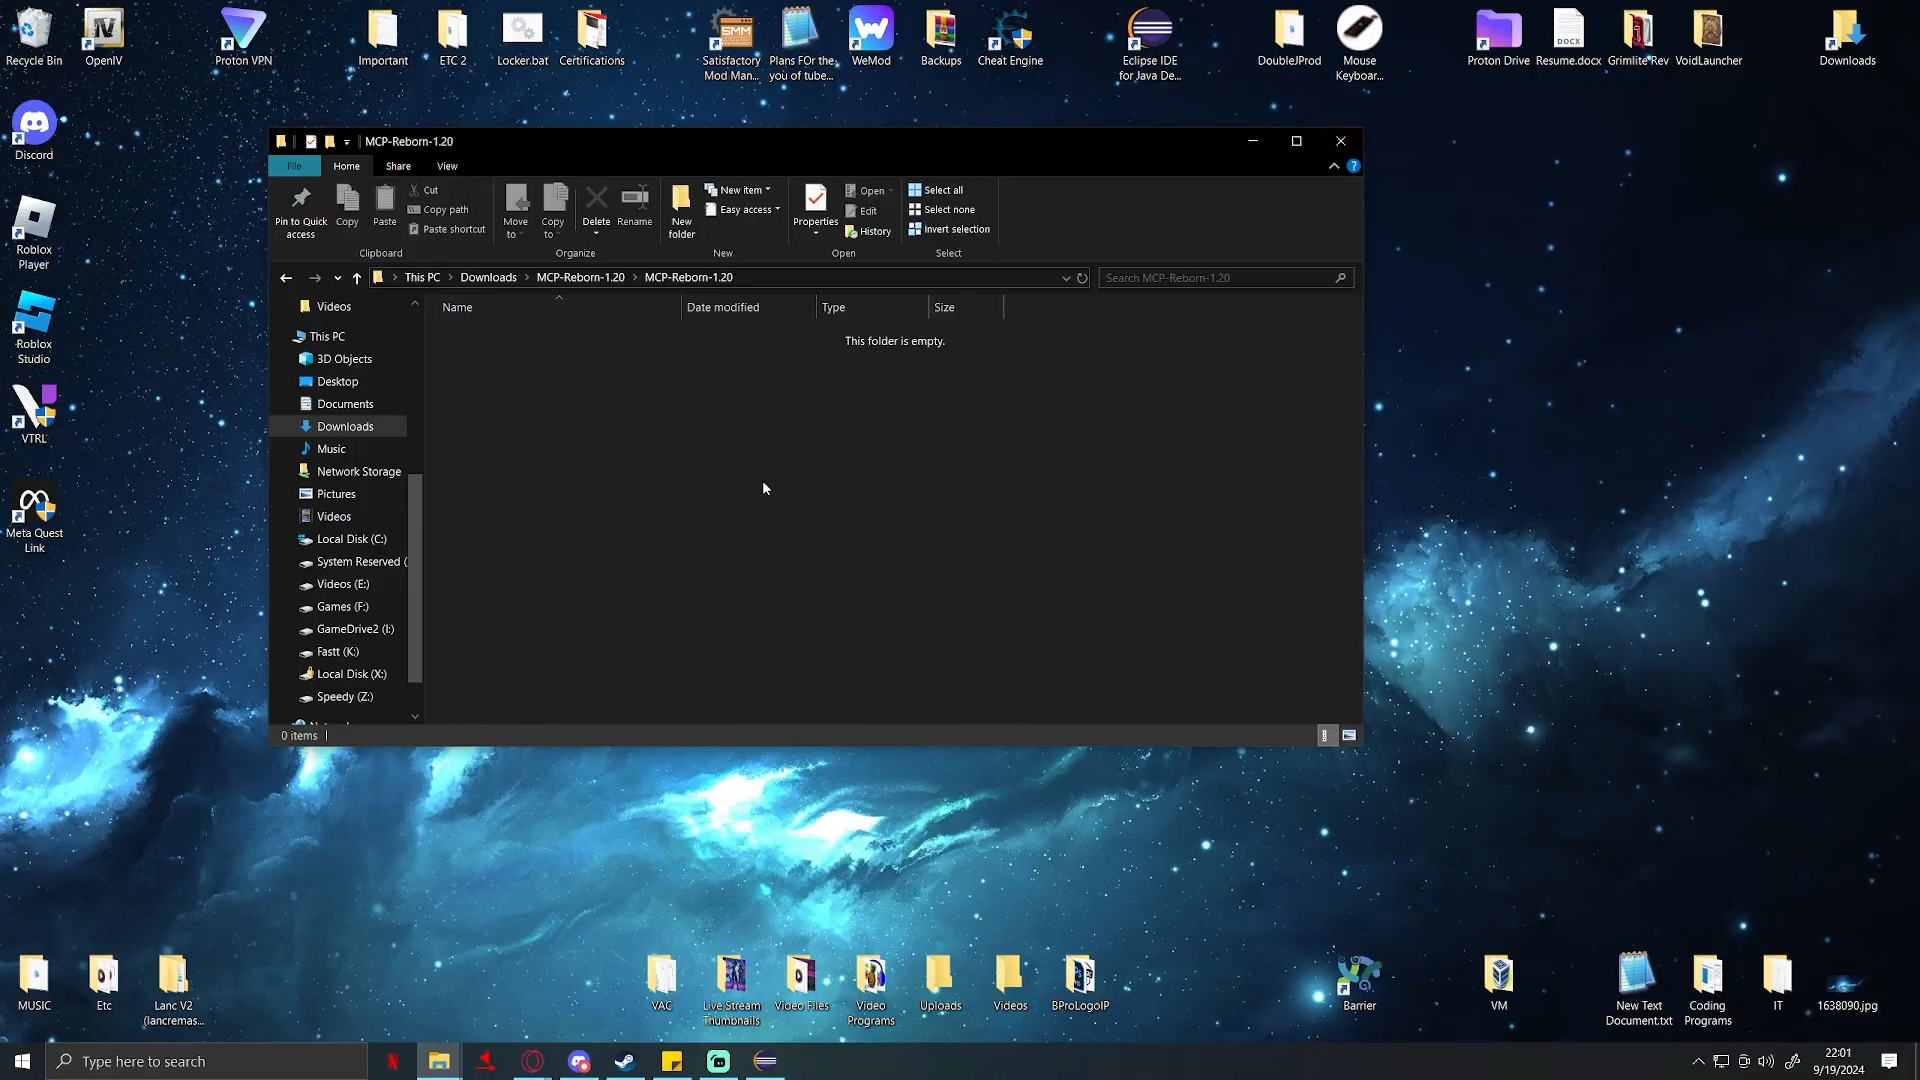 Recycle Bin
OpenIV
Proton VPN
Important
ETC 2
Locker.bat
Certifications
Satisfactory
Mod Man...
Plans FOr the
you of tube...
WeMod
Backups
Cheat Engine
Eclipse IDE
for Java De...
DoubleJProd
Mouse
Keyboar...
Proton Drive
DOCX
Resume.docx
Grimlite Rev
VoidLauncher
Downloads
SMM
Discord
Roblox
Player
Roblox
Studio
VTRL
Meta Quest
Link
MCP-Reborn-1.20
File
Home
Share
View
Pin to Quick
access
Copy
Paste
Cut
Copy path
Paste shortcut
Clipboard
Move
to
Copy
to
Delete
Rename
Organize
New
folder
New item
Easy access
New
Properties
Open
Edit
History
Open
Select all
Select none
Invert selection
Select
This PC
Downloads
MCP-Reborn-1.20
MCP-Reborn-1.20
Search MCP-Reborn-1.20
Name
Date modified
Type
Size
This folder is empty.
Videos
This PC
3D Objects
Desktop
Documents
Downloads
Music
Network Storage
Pictures
Videos
Local Disk (C:)
System Reserved (
Videos (E:)
Games (F:)
GameDrive2 (I:)
Fastt (K:)
Local Disk (X:)
Speedy (Z:)
0 items
MUSIC
Etc
Lanc V2
(lancremas...
VAC
Live Stream
Thumbnails
Video Files
Video
Programs
Uploads
Videos
BProLogoIP
Barrier
VM
New Text
Document.txt
Coding
Programs
IT
1638090.jpg
Type here to search
22:01
9/19/2024